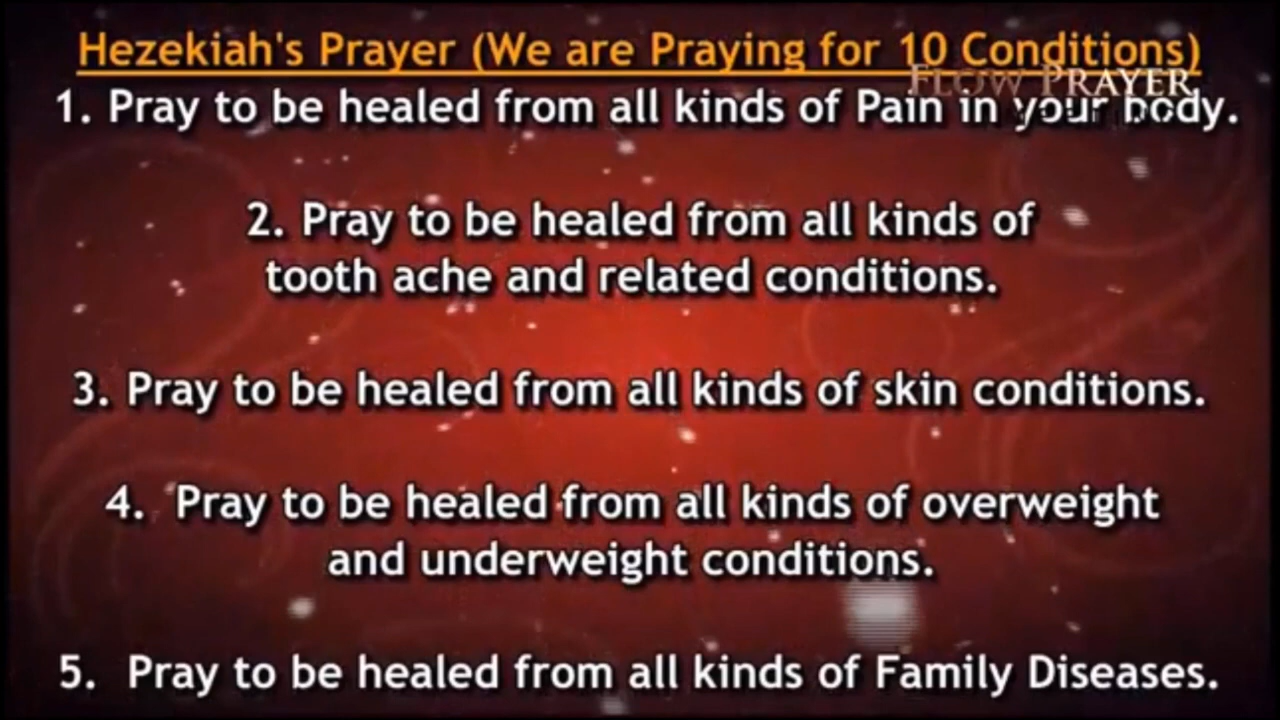 Hezekiah's Prayer (We are Praying for 10 Conditions)
FLOW PRAYER
1. Pray to be healed from all kinds of Pain in your body.
2. Pray to be healed from all kinds of
tooth ache and related conditions.
3. Pray to be healed from all kinds of skin conditions.
4. Pray to be healed from all kinds of overweight
and underweight conditions.
5. Pray to be healed from all kinds of Family Diseases.